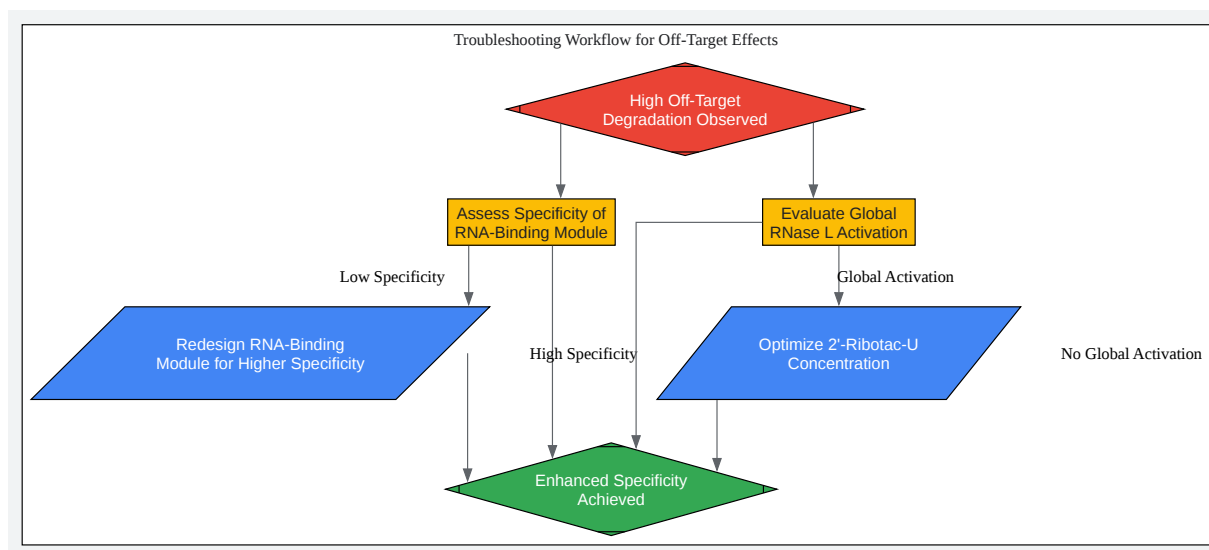 Troubleshooting Workflow for Off-Target Effects
High Off-Target
Degradation Observed
Assess Specificity of
RNA-Binding Module
Evaluate Global
RNase L Activation
Low Specificity
Global Activation
Redesign RNA-Binding
Module for Higher Specificity
High Specificity
Optimize 2'-Ribotac-U
Concentration
No Global Activation
Enhanced Specificity
Achieved